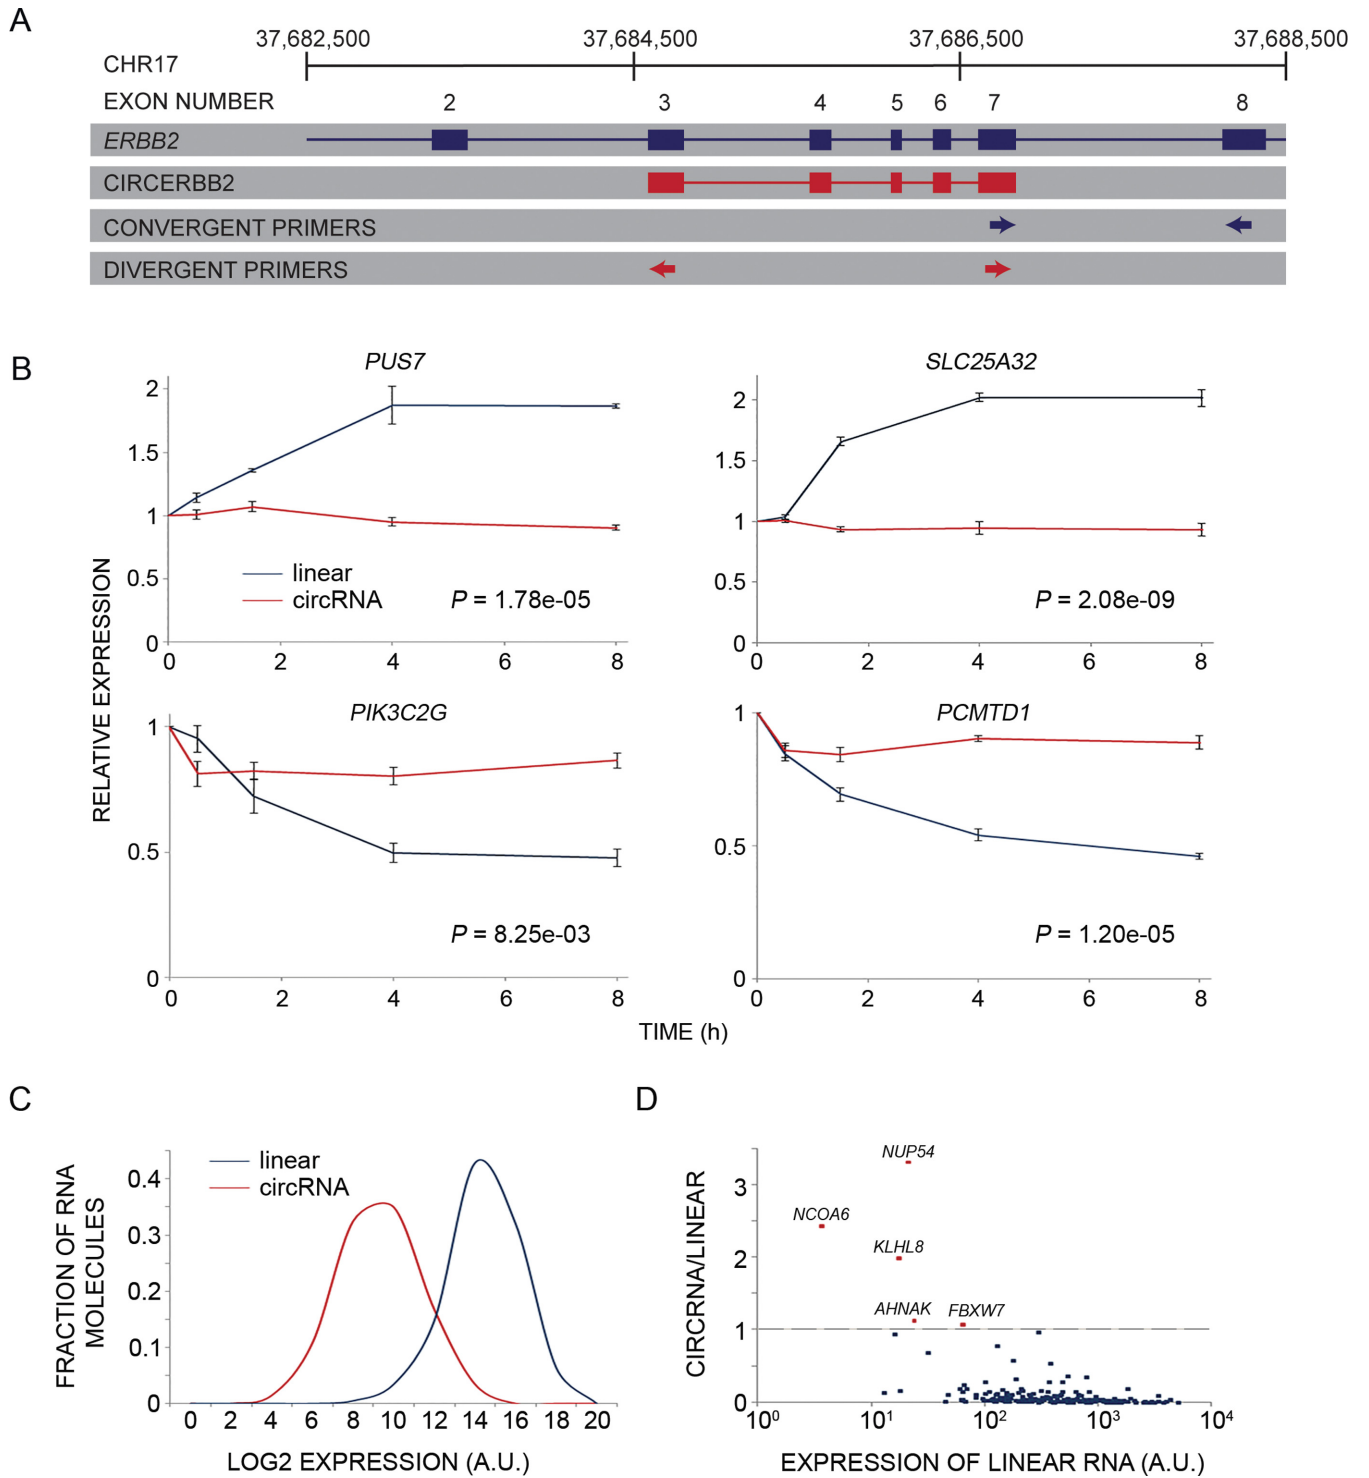 A
37,682,500 37,684,500 37,686,500 37,688,500
CHR17
EXON NUMBER 2 3 4 5 6 7 8
ERBB2
CIRCERBB2
CONVERGENT PRIMERS
DIVERGENT PRIMERS
B
RELATIVE EXPRESSION
PUS7
2
1.5
1
0.5
0
linear
circRNA
P = 1.78e-05
0 2 4 6 8
SLC25A32
2
1.5
1
0.5
0
P = 2.08e-09
0 2 4 6 8
PIK3C2G
1
0.5
0
P = 8.25e-03
0 2 4 6 8
PCMTD1
1
0.5
0
P = 1.20e-05
0 2 4 6 8
TIME (h)
C
FRACTION OF RNA
MOLECULES
linear
circRNA
0.4
0.3
0.2
0.1
0
0 2 4 6 8 10 12 14 16 18 20
LOG2 EXPRESSION (A.U.)
D
CIRCRNA/LINEAR
NUP54
3
NCOA6
KLHL8
2
AHNAK FBXW7
1
0
10⁰ 10¹ 10² 10³ 10⁴
EXPRESSION OF LINEAR RNA (A.U.)